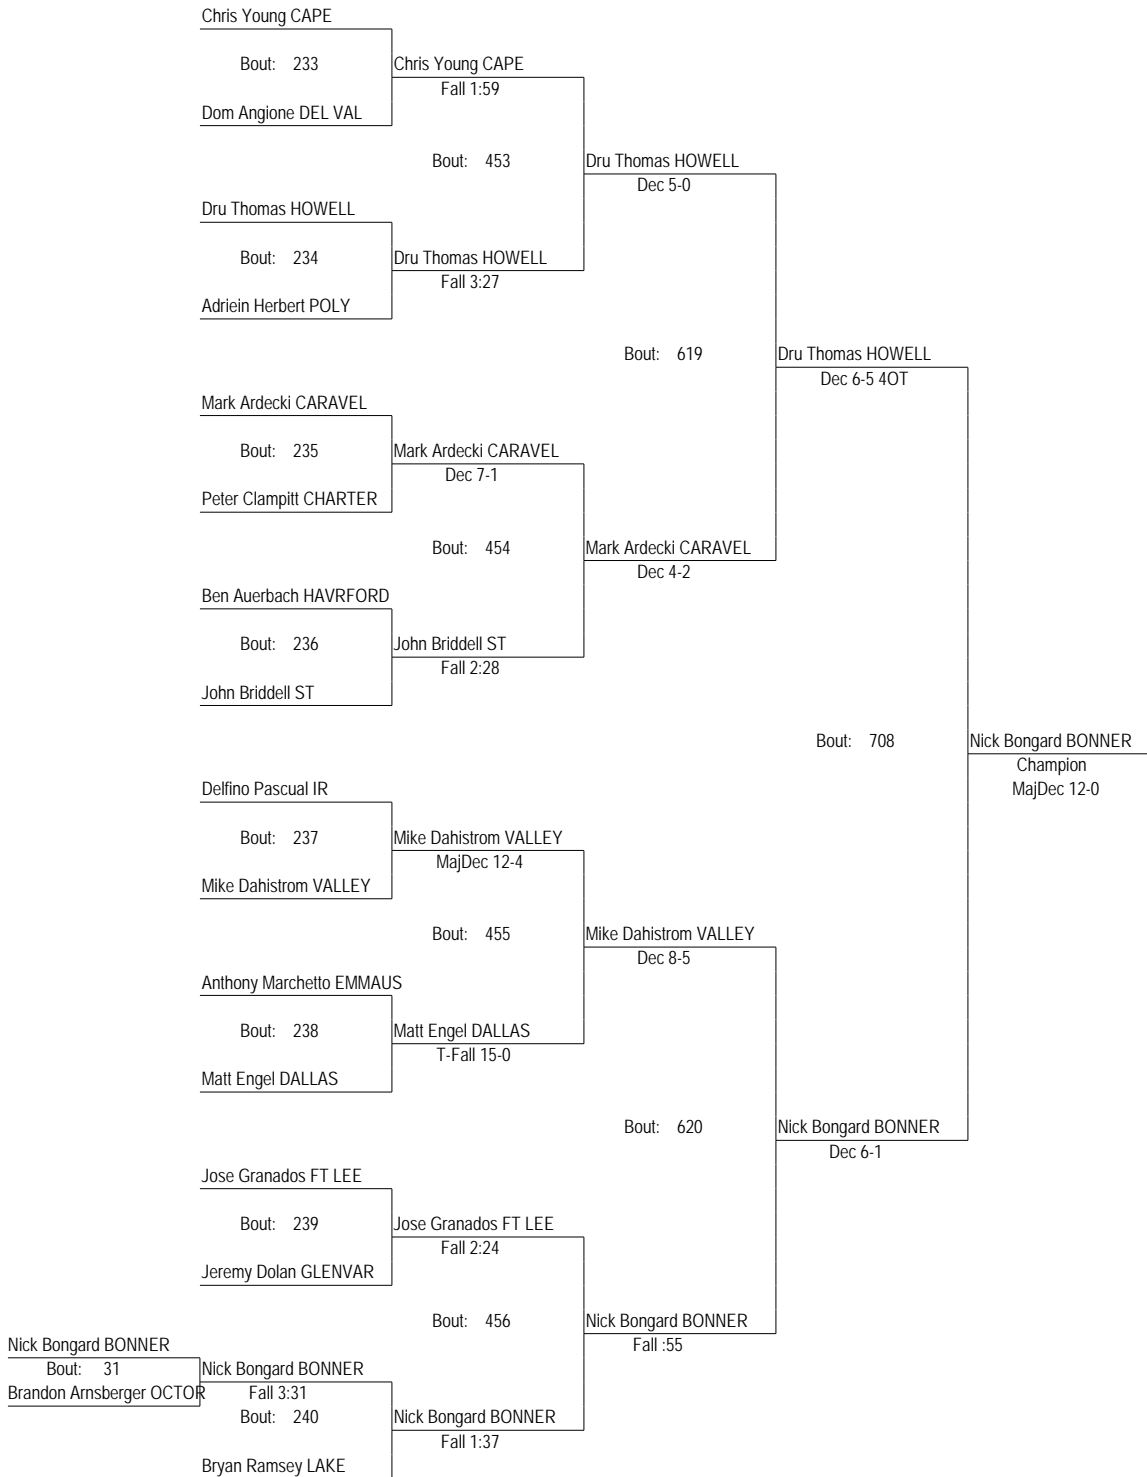 Chris Young CAPE
Bout: 233
Chris Young CAPE
Fall 1:59
Dom Angione DEL VAL
Bout: 453
Dru Thomas HOWELL
Dec 5-0
Dru Thomas HOWELL
Bout: 234
Dru Thomas HOWELL
Fall 3:27
Adriein Herbert POLY
Bout: 619
Dru Thomas HOWELL
Dec 6-5 4OT
Mark Ardecki CARAVEL
Bout: 235
Mark Ardecki CARAVEL
Dec 7-1
Peter Clampitt CHARTER
Bout: 454
Mark Ardecki CARAVEL
Dec 4-2
Ben Auerbach HAVRFORD
Bout: 236
John Briddell ST
Fall 2:28
John Briddell ST
Bout: 708
Nick Bongard BONNER
Champion
MajDec 12-0
Delfino Pascual IR
Bout: 237
Mike Dahistrom VALLEY
MajDec 12-4
Mike Dahistrom VALLEY
Bout: 455
Mike Dahistrom VALLEY
Dec 8-5
Anthony Marchetto EMMAUS
Bout: 238
Matt Engel DALLAS
T-Fall 15-0
Matt Engel DALLAS
Bout: 620
Nick Bongard BONNER
Dec 6-1
Jose Granados FT LEE
Bout: 239
Jose Granados FT LEE
Fall 2:24
Jeremy Dolan GLENVAR
Bout: 456
Nick Bongard BONNER
Fall :55
Nick Bongard BONNER
Bout: 31
Nick Bongard BONNER
Brandon Arnsberger OCTOR
Fall 3:31
Bout: 240
Nick Bongard BONNER
Fall 1:37
Bryan Ramsey LAKE